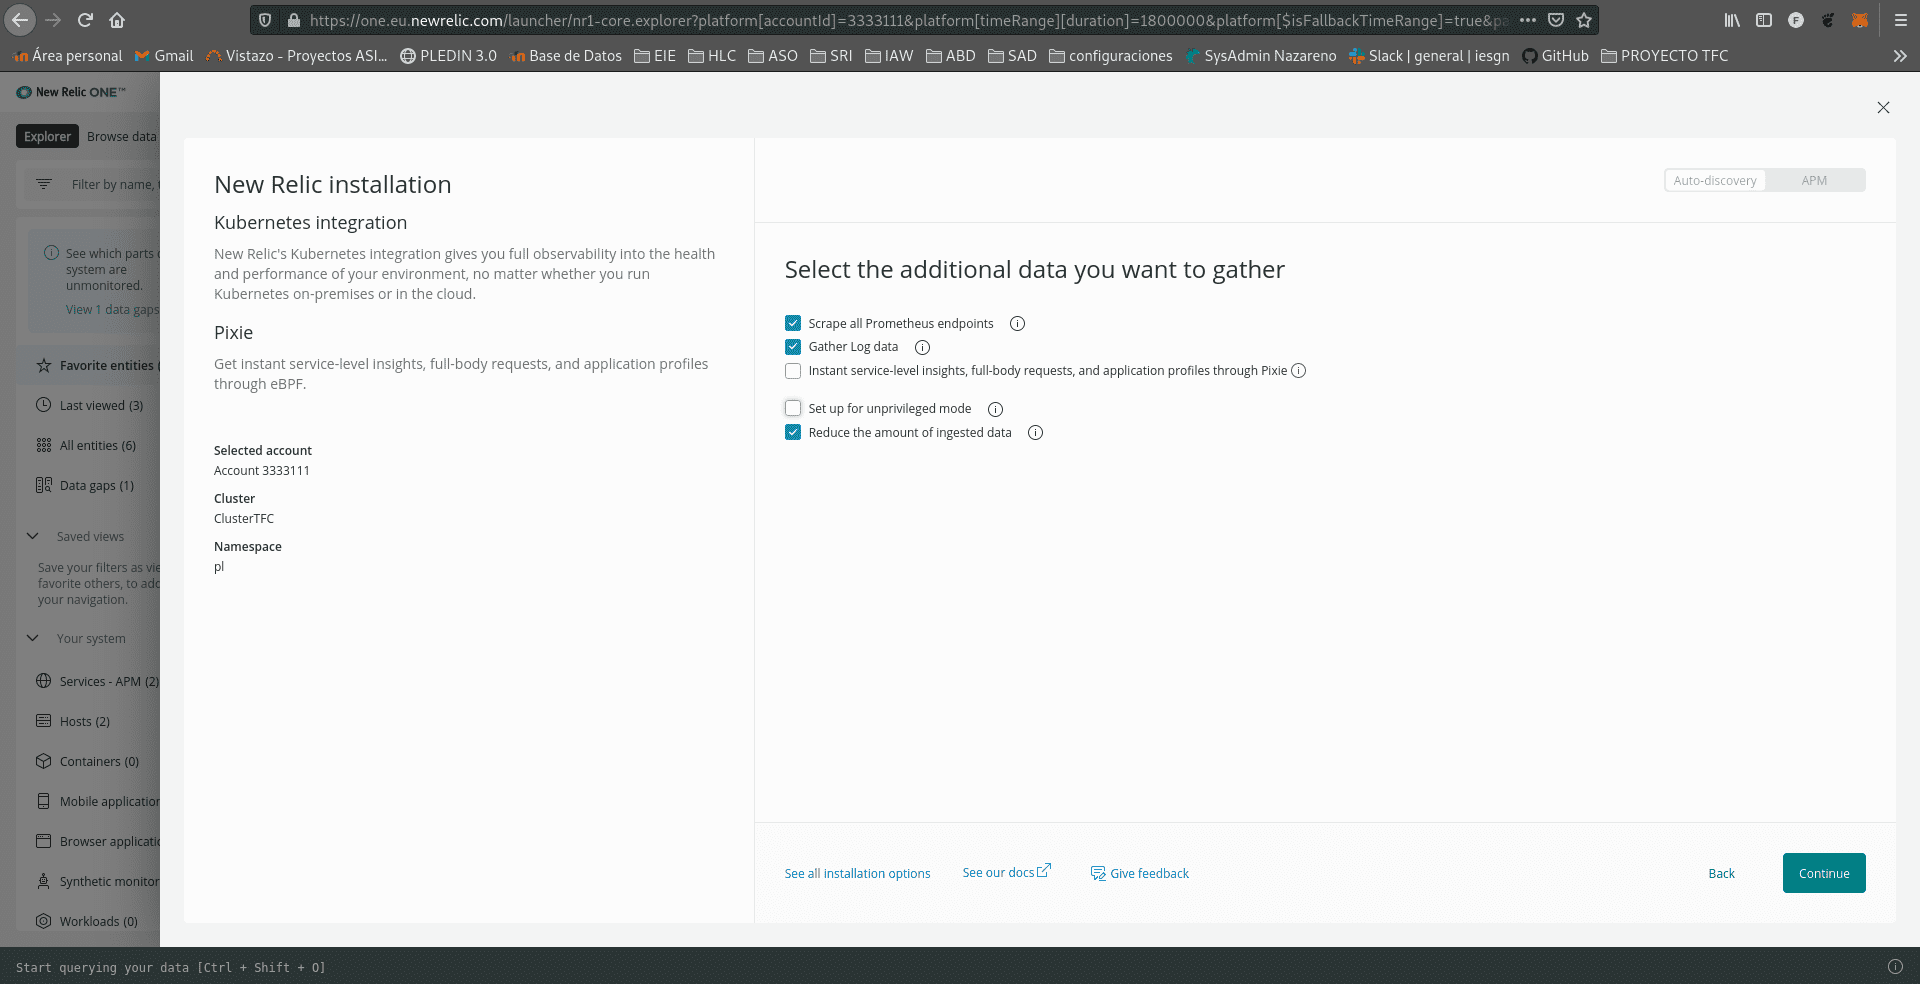 https://one.eu.newrelic.com/launcher/nr1-core.explorer?platform[accountId]=3333111&platform[timeRange][duration]=1800000&platform[$isFallbackTimeRange]=true&pa
Área personal Gmail Vistazo - Proyectos ASI... PLEDIN 3.0 Base de Datos EIE HLC ASO SRI IAW ABD SAD configuraciones SysAdmin Nazareno Slack | general | iesgn GitHub PROYECTO TFC
New Relic ONE™
Explorer Browse data
Filter by name,
See which parts
system are
unmonitored.
View 1 data gaps
Favorite entities (
Last viewed (3)
All entities (6)
Data gaps (1)
Saved views
Save your filters as vie
favorite others, to add
your navigation.
Your system
Services - APM (2)
Hosts (2)
Containers (0)
Mobile application
Browser applicatio
Synthetic monitor
Workloads (0)
New Relic installation
Kubernetes integration
New Relic's Kubernetes integration gives you full observability into the health
and performance of your environment, no matter whether you run
Kubernetes on-premises or in the cloud.
Pixie
Get instant service-level insights, full-body requests, and application profiles
through eBPF.
Selected account
Account 3333111
Cluster
ClusterTFC
Namespace
pl
Auto-discovery APM
Select the additional data you want to gather
Scrape all Prometheus endpoints
Gather Log data
Instant service-level insights, full-body requests, and application profiles through Pixie
Set up for unprivileged mode
Reduce the amount of ingested data
See all installation options See our docs Give feedback Back Continue
Start querying your data [Ctrl + Shift + O]